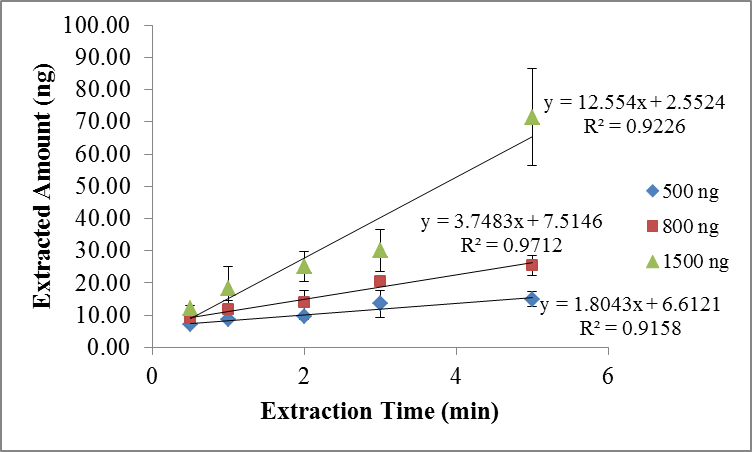 100.00
90.00
80.00
70.00
60.00
50.00
40.00
30.00
20.00
10.00
0.00
Extracted Amount (ng)
y = 12.554x + 2.5524
R² = 0.9226
y = 3.7483x + 7.5146
R² = 0.9712
y = 1.8043x + 6.6121
R² = 0.9158
500 ng
800 ng
1500 ng
0 2 4 6
Extraction Time (min)